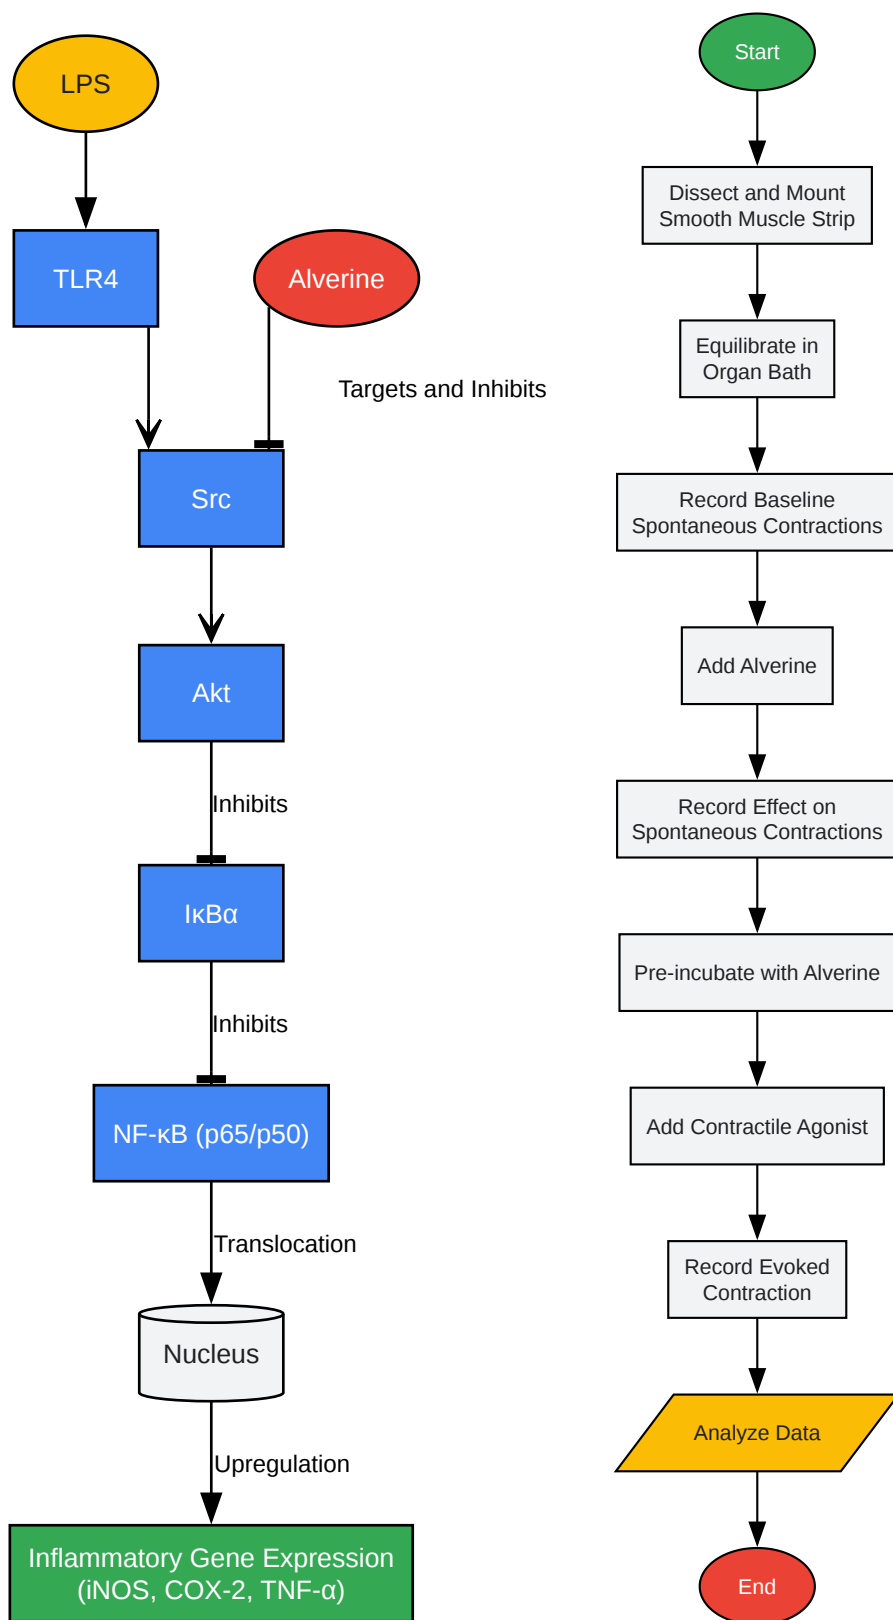 LPS
TLR4
Alverine
Targets and Inhibits
Src
Akt
Inhibits
IκBα
Inhibits
NF-κB (p65/p50)
Translocation
Nucleus
Upregulation
Inflammatory Gene Expression
(iNOS, COX-2, TNF-α)
Start
Dissect and Mount
Smooth Muscle Strip
Equilibrate in
Organ Bath
Record Baseline
Spontaneous Contractions
Add Alverine
Record Effect on
Spontaneous Contractions
Pre-incubate with Alverine
Add Contractile Agonist
Record Evoked
Contraction
Analyze Data
End